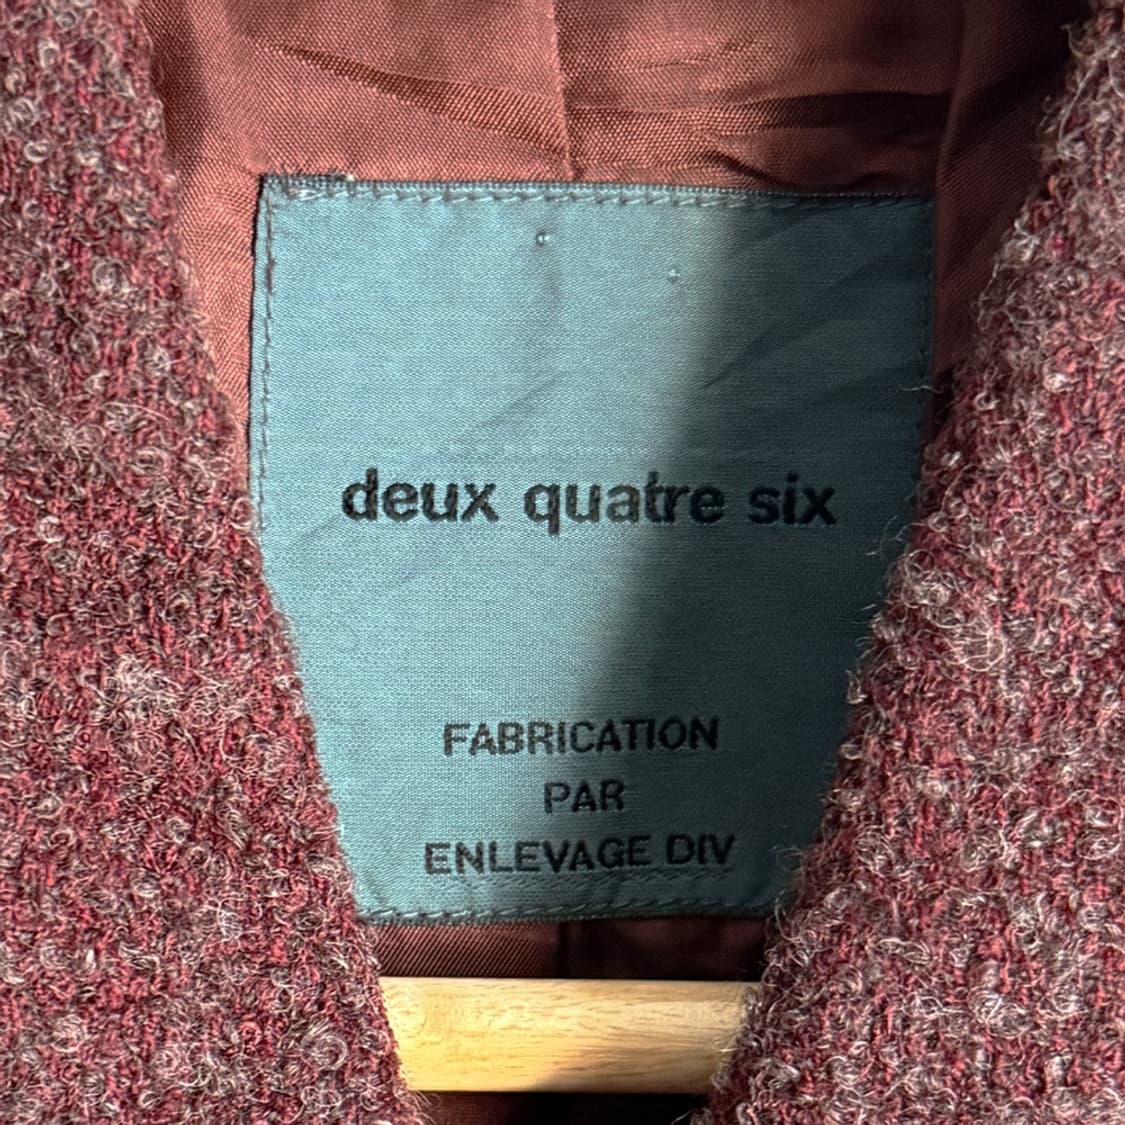 deux quatre six
FABRICATION
PAR
ENLEVAGE DIV